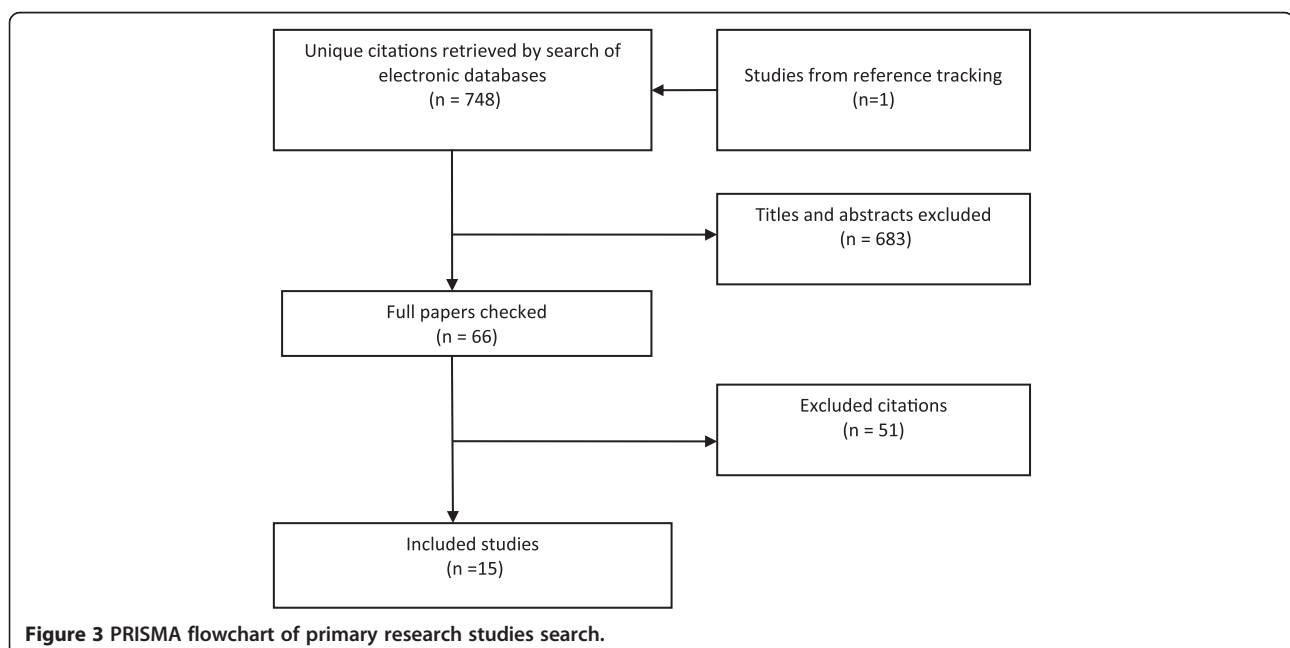 Unique citations retrieved by search of
electronic databases
(n = 748)
Studies from reference tracking
(n=1)
Titles and abstracts excluded
(n = 683)
Full papers checked
(n = 66)
Excluded citations
(n = 51)
Included studies
(n =15)
Figure 3 PRISMA flowchart of primary research studies search.